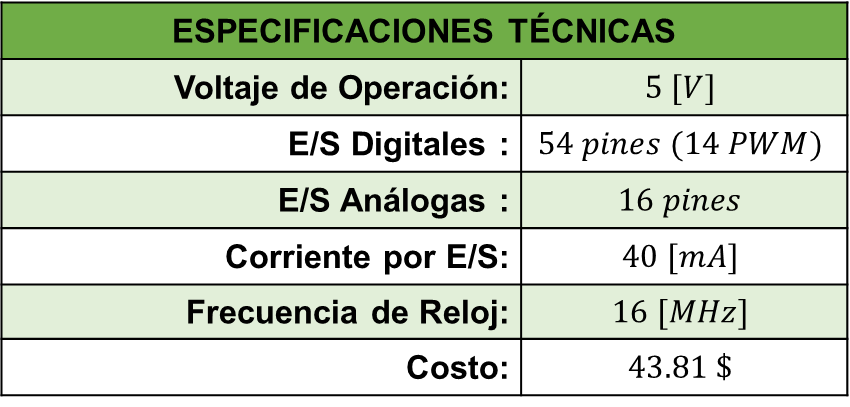 ESPECIFICACIONES TÉCNICAS
Voltaje de Operación: 5 [V]
E/S Digitales : 54 pines (14 PWM)
E/S Análogas : 16 pines
Corriente por E/S: 40 [mA]
Frecuencia de Reloj: 16 [MHz]
Costo: 43.81 $